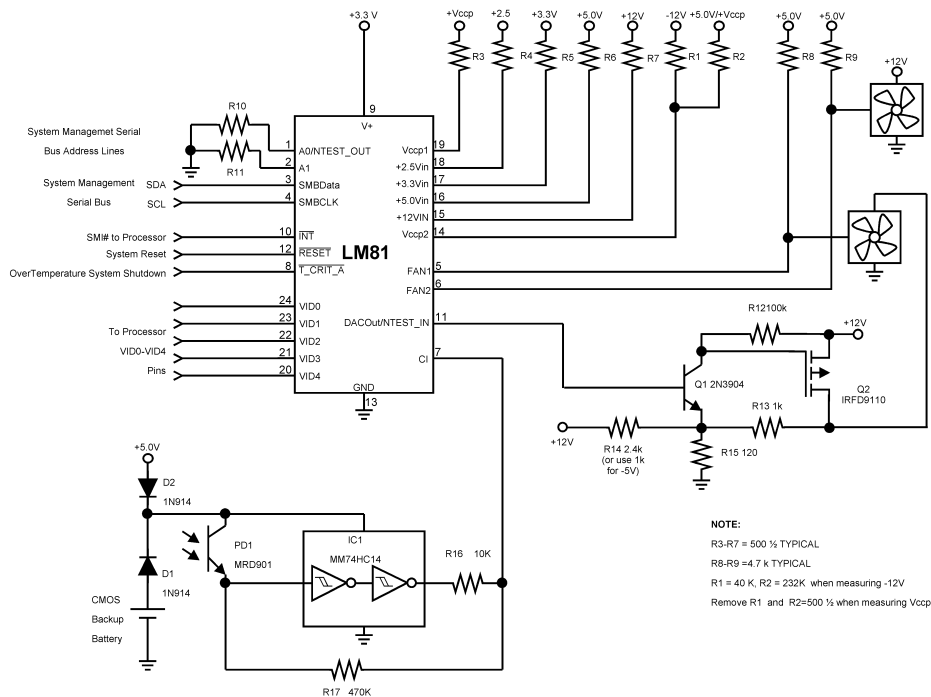 +3.3 V
+Vccp
+2.5
+3.3V
+5.0V
+12V
-12V
+5.0V/+Vccp
+5.0V
+5.0V
R3
R4
R5
R6
R7
R1
R2
R8
R9
+12V
9
V+
R10
R11
System Managemet Serial
Bus Address Lines
System Management
Serial Bus
SDA
SCL
SMI# to Processor
System Reset
OverTemperature System Shutdown
To Processor
VID0-VID4
Pins
1 A0/NTEST_OUT
2 A1
3 SMBData
4 SMBCLK
10 INT
12 RESET
8 T_CRIT_A
24 VID0
23 VID1
22 VID2
21 VID3
20 VID4
LM81
Vccp1 19
+2.5Vin 18
+3.3Vin 17
+5.0Vin 16
+12VIN 15
Vccp2 14
FAN1 5
FAN2 6
DACOut/NTEST_IN 11
CI 7
GND
13
R12100k
+12V
Q1 2N3904
Q2
IRFD9110
R13 1k
+12V
R14 2.4k
(or use 1k
for -5V)
R15 120
+5.0V
D2
1N914
D1
1N914
CMOS
Backup
Battery
PD1
MRD901
IC1
MM74HC14
R16 10K
R17 470K
NOTE:
R3-R7 = 500 ½ TYPICAL
R8-R9 =4.7 k TYPICAL
R1 = 40 K, R2 = 232K when measuring -12V
Remove R1 and R2=500 ½ when measuring Vccp